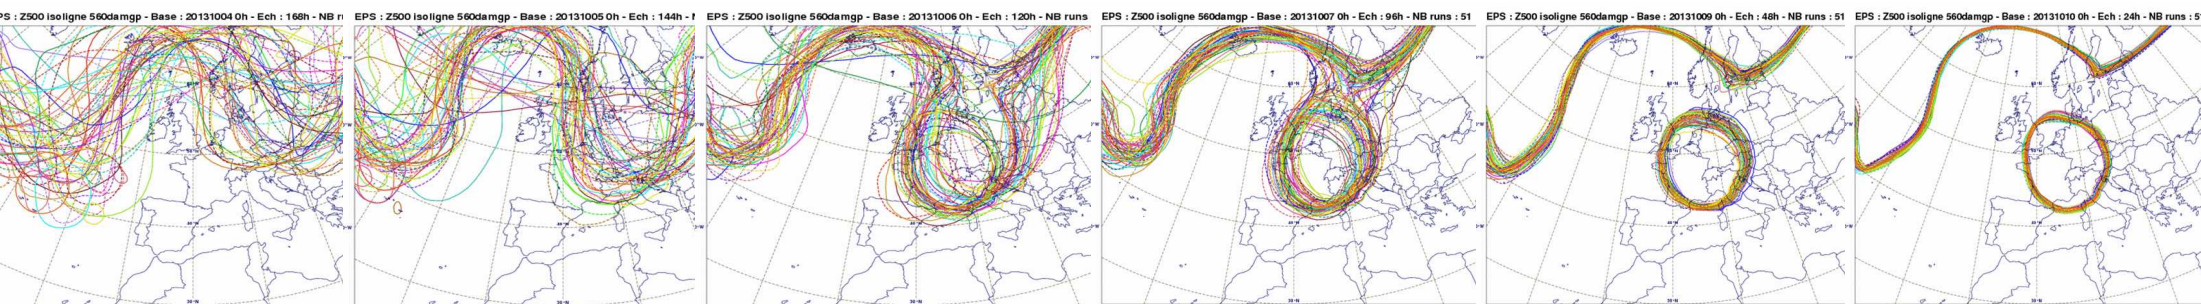 PS : Z500 isoligne 560damgp - Base : 20131004 0h - Ech : 168h - NB r
EPS : Z500 isoligne 560damgp - Base : 20131005 0h - Ech : 144h -
EPS : Z500 isoligne 560damgp - Base : 20131006 0h - Ech : 120h - NB runs
EPS : Z500 isoligne 560damgp - Base : 20131007 0h - Ech : 96h - NB runs : 51
EPS : Z500 isoligne 560damgp - Base : 20131009 0h - Ech : 48h - NB runs : 51
EPS : Z500 isoligne 560damgp - Base : 20131010 0h - Ech : 24h - NB runs : 5